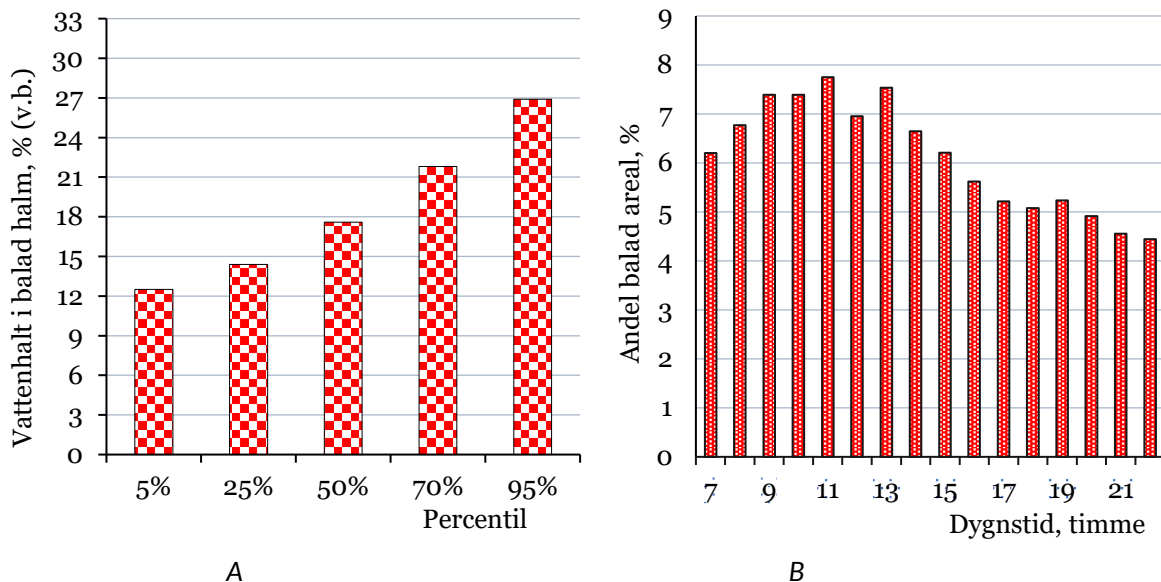 Vattenhalt i balad halm, % (v.b.)
33
30
27
24
21
18
15
12
9
6
3
0
5% 25% 50% 70% 95%
Percentil
A
Andel balad areal, %
9
8
7
6
5
4
3
2
1
0
7 9 11 13 15 17 19 21
Dygnstid, timme
B